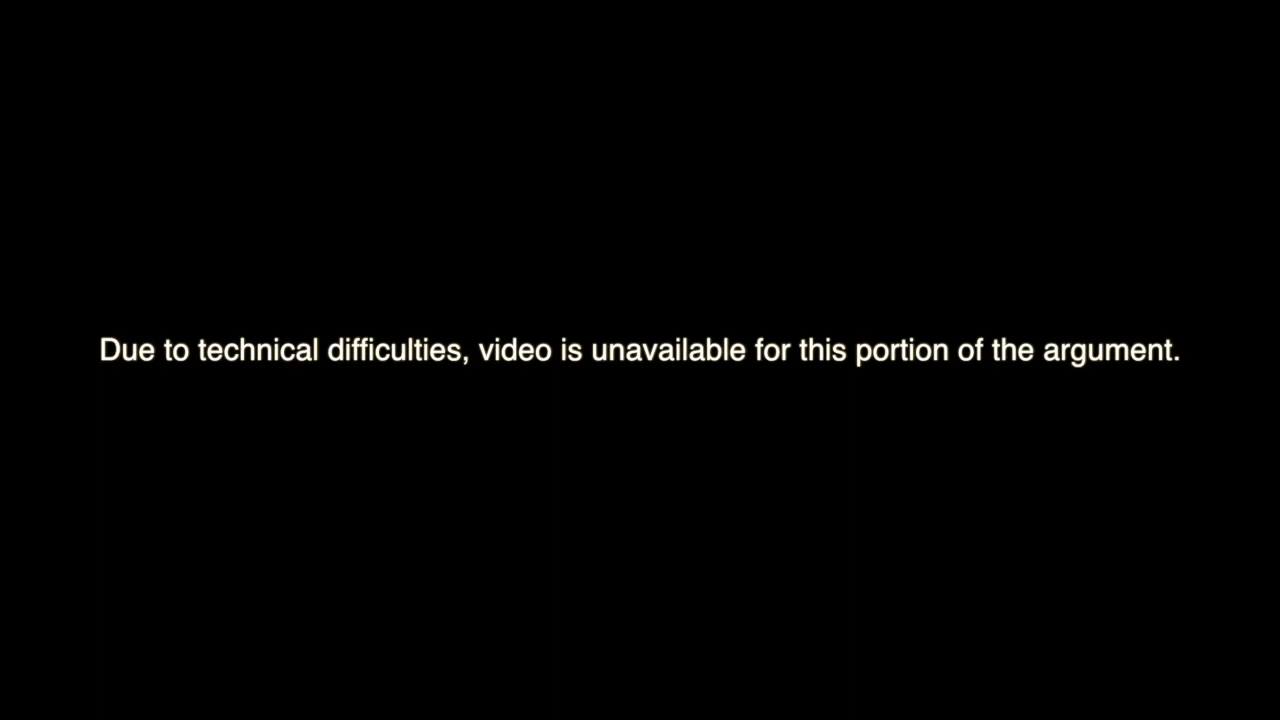 Due to technical difficulties, video is unavailable for this portion of the argument.